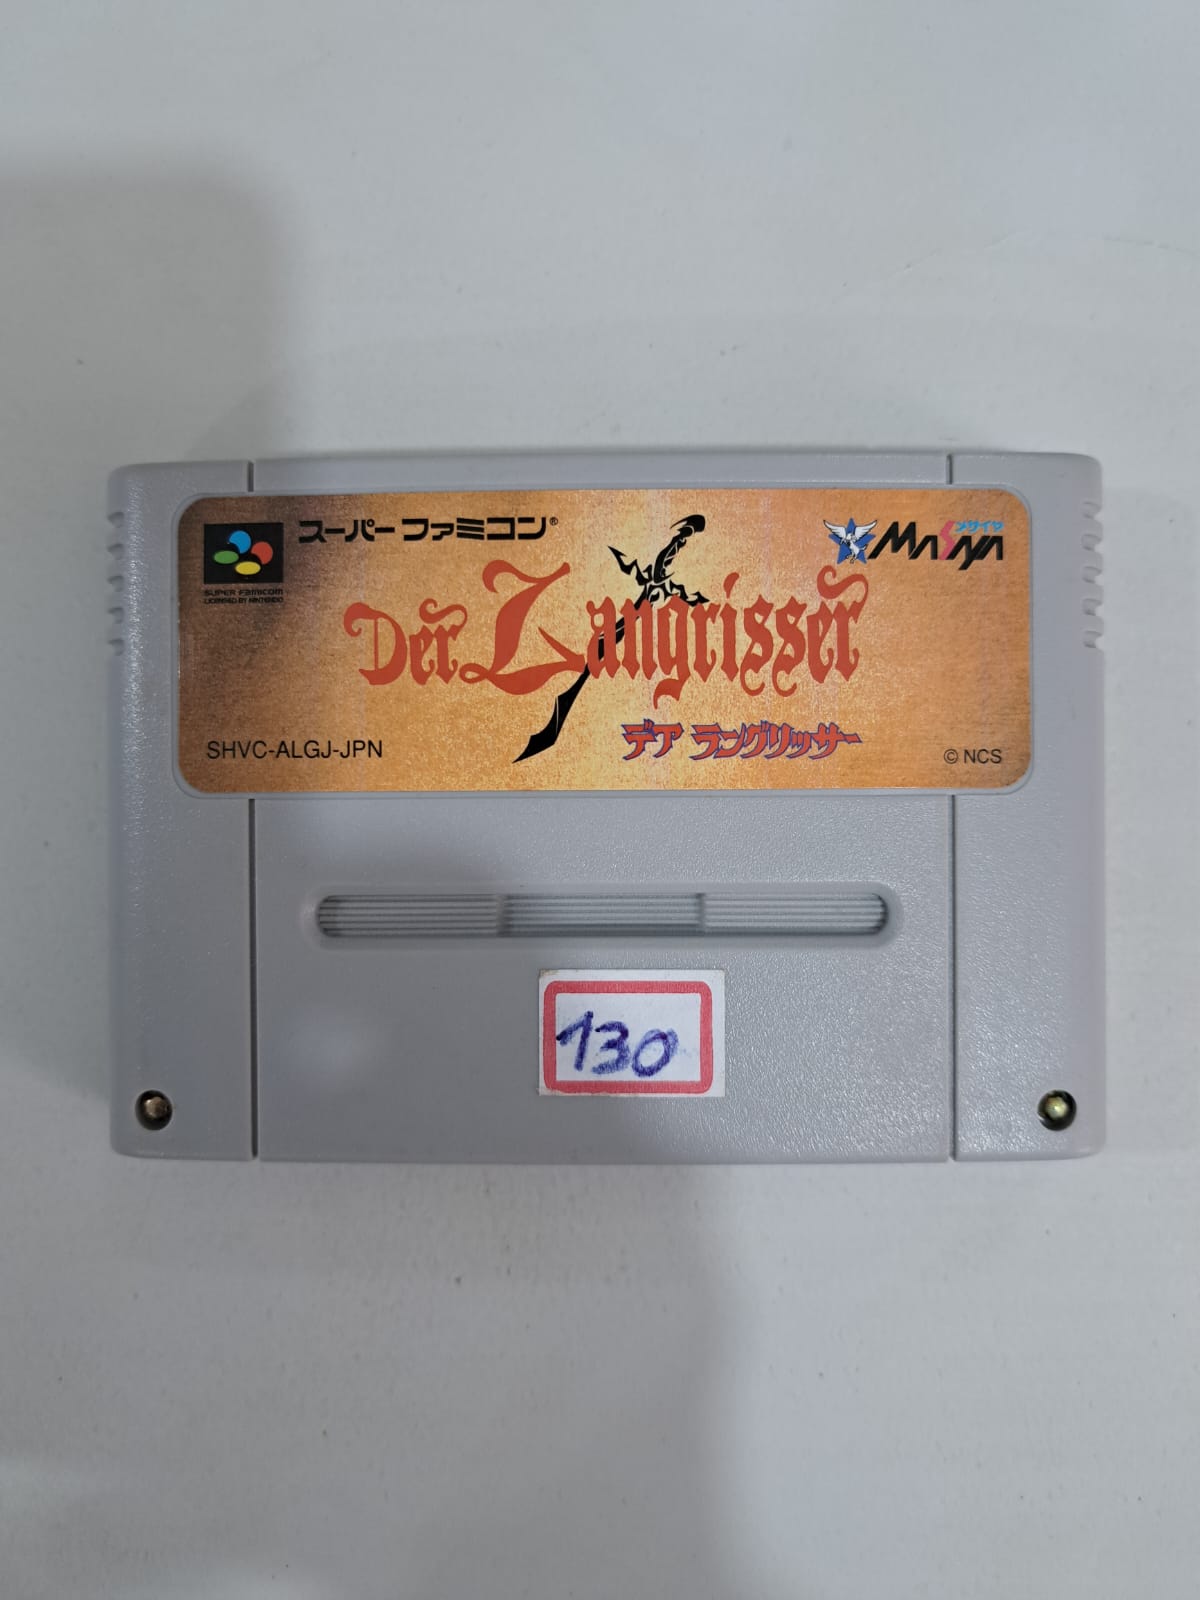 スーパーファミコン®
メサイヤ
MASAYA
SUPER FAMICOM
LICENSED BY NINTENDO
Der Langrisser
デア ラングリッサー
SHVC-ALGJ-JPN
© NCS
130